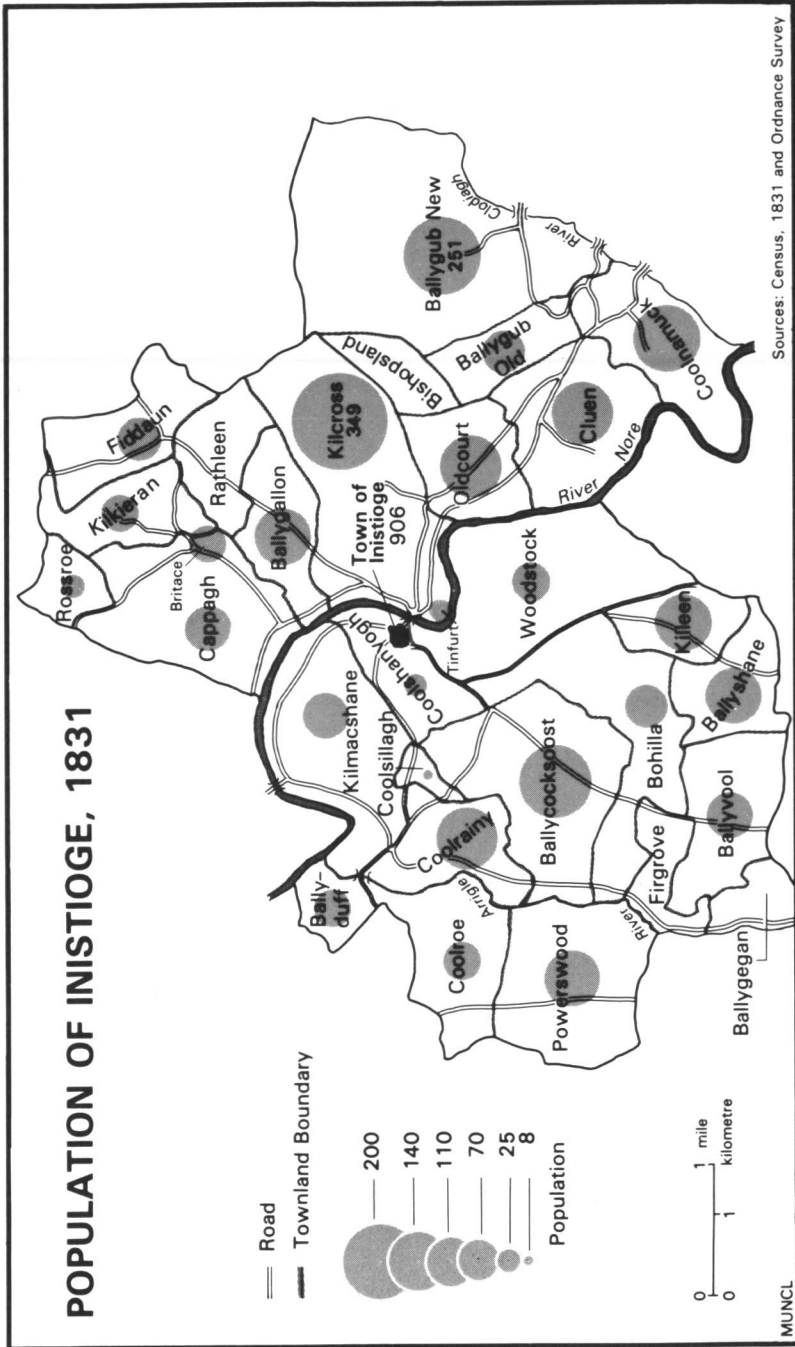 POPULATION OF INISTIOGE, 1831
Road
Townland Boundary
200
140
110
70
25
8
Population
0 1 mile
0 1 kilometre
MUNCL
Sources: Census, 1831 and Ordnance Survey
Rossroe
Kilkieran
Fiddaun
Britace
Cappagh
Rathleen
Ballygallon
Kilcross
349
Bishopsland
Ballygub New
251
River Clodiagh
Ballygub
Old
Oldcourt
Cluen
Coolnamuck
River Nore
Town of
Inistioge
906
Tinfurt
Woodstock
Kilmacshane
Coolshanyogh
Coolsillagh
Bally-
duff
Coolrainy
River Arrigle
Coolroe
Powerswood
Ballycocksoost
Bohilla
Firgrove
Killeen
Ballyshane
Ballyvool
Ballygegan